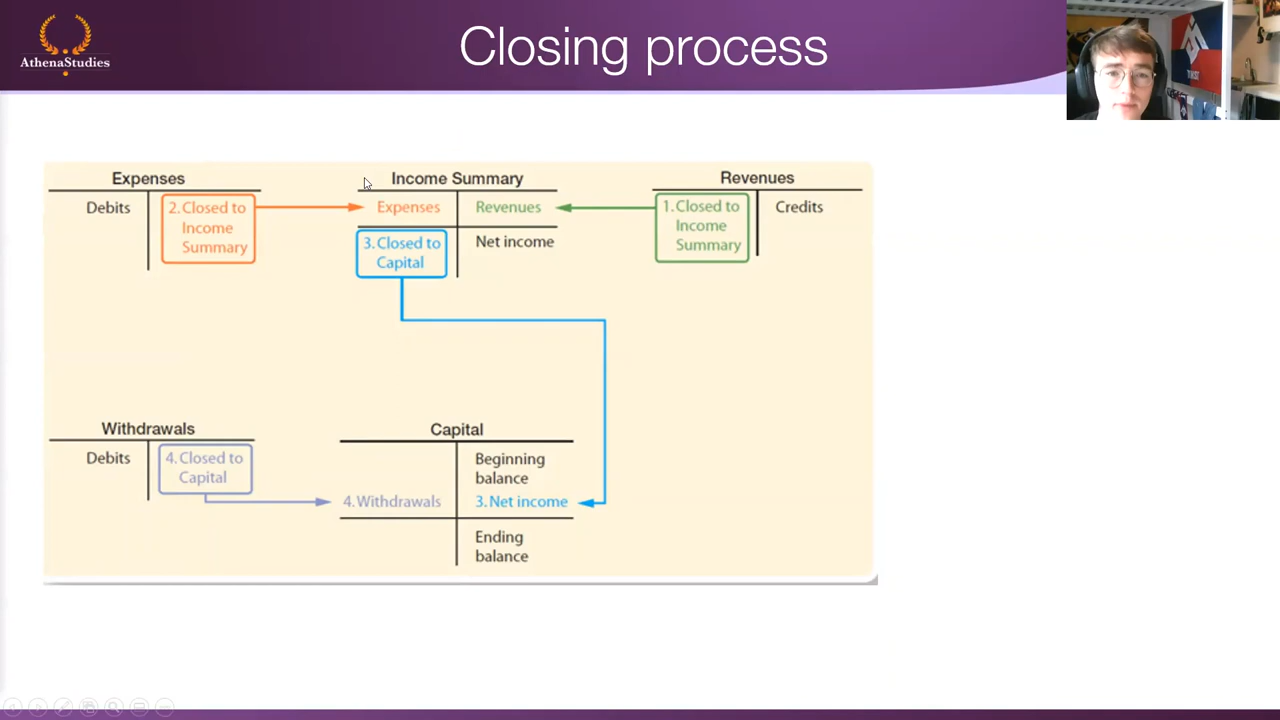 AthenaStudies
Closing process
Expenses
Debits
2. Closed to
Income
Summary
Income Summary
Expenses
Revenues
3. Closed to
Capital
Net income
Revenues
1. Closed to
Income
Summary
Credits
Withdrawals
Debits
4. Closed to
Capital
Capital
Beginning
balance
4. Withdrawals
3. Net income
Ending
balance